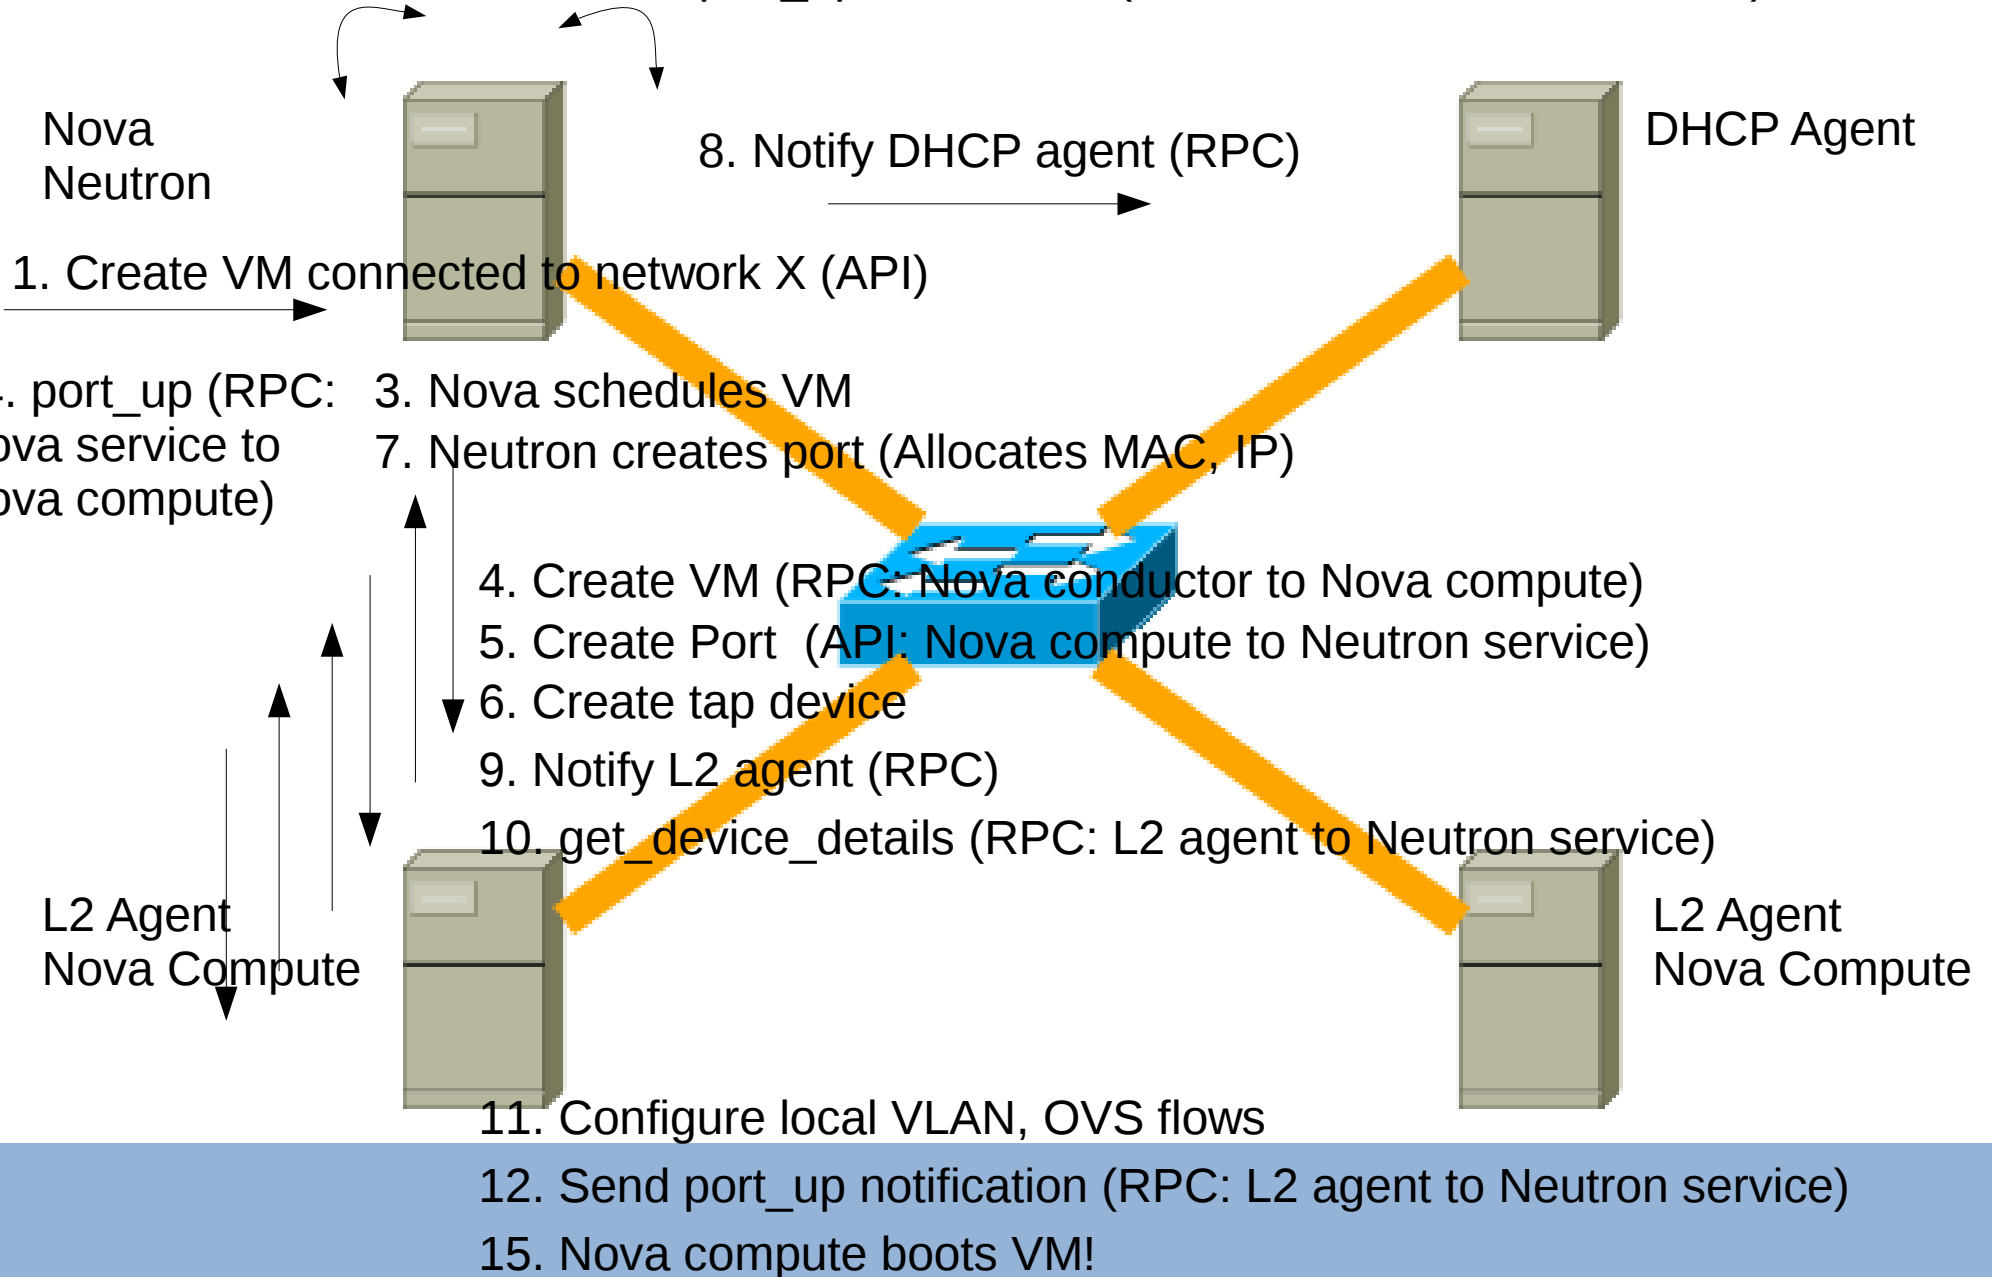 Nova
Neutron
8. Notify DHCP agent (RPC)
DHCP Agent
1. Create VM connected to network X (API)
. port_up (RPC:
service to
compute)
3. Nova schedules VM
7. Neutron creates port (Allocates MAC, IP)
4. Create VM (RPC: Nova conductor to Nova compute)
5. Create Port (API: Nova compute to Neutron service)
6. Create tap device
9. Notify L2 agent (RPC)
10. get_device_details (RPC: L2 agent to Neutron service)
L2 Agent
Nova Compute
L2 Agent
Nova Compute
11. Configure local VLAN, OVS flows
12. Send port_up notification (RPC: L2 agent to Neutron service)
15. Nova compute boots VM!